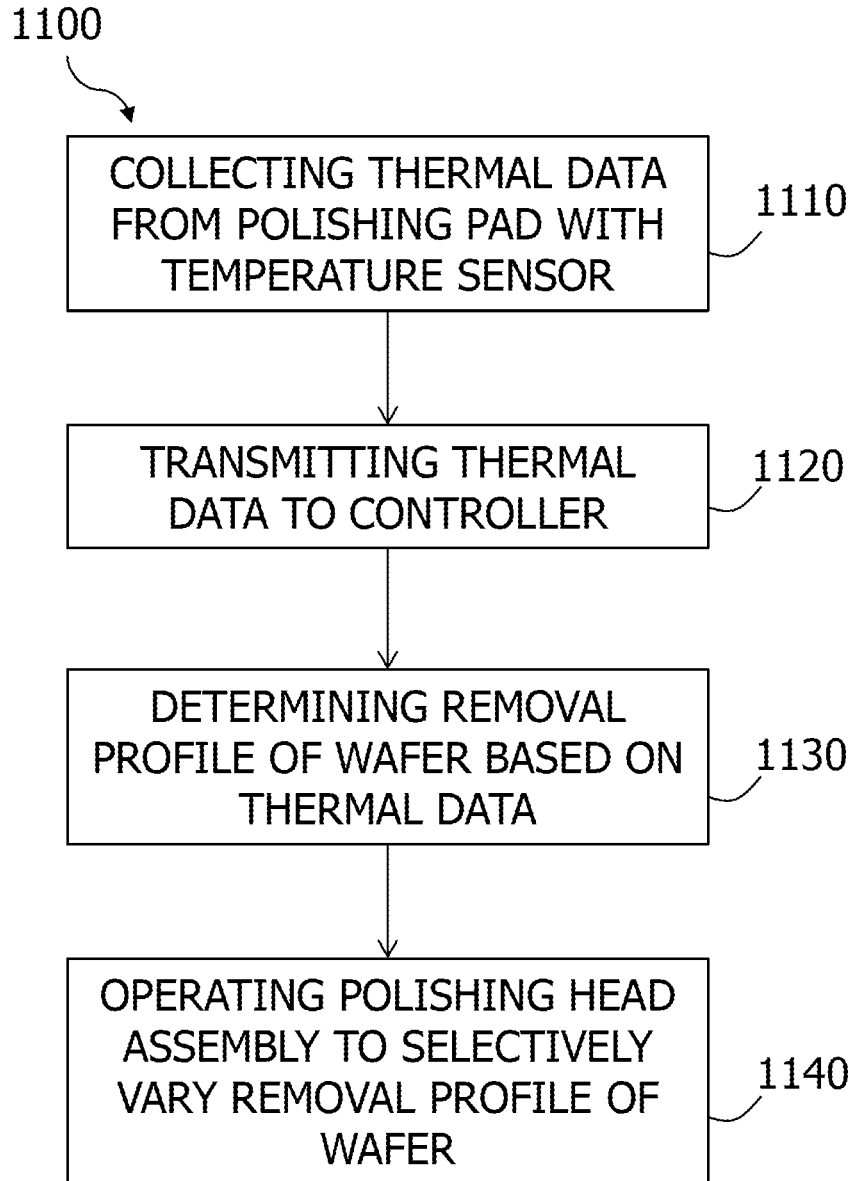 1100
COLLECTING THERMAL DATA
FROM POLISHING PAD WITH
TEMPERATURE SENSOR
1110
TRANSMITTING THERMAL
DATA TO CONTROLLER
1120
DETERMINING REMOVAL
PROFILE OF WAFER BASED ON
THERMAL DATA
1130
OPERATING POLISHING HEAD
ASSEMBLY TO SELECTIVELY
VARY REMOVAL PROFILE OF
WAFER
1140